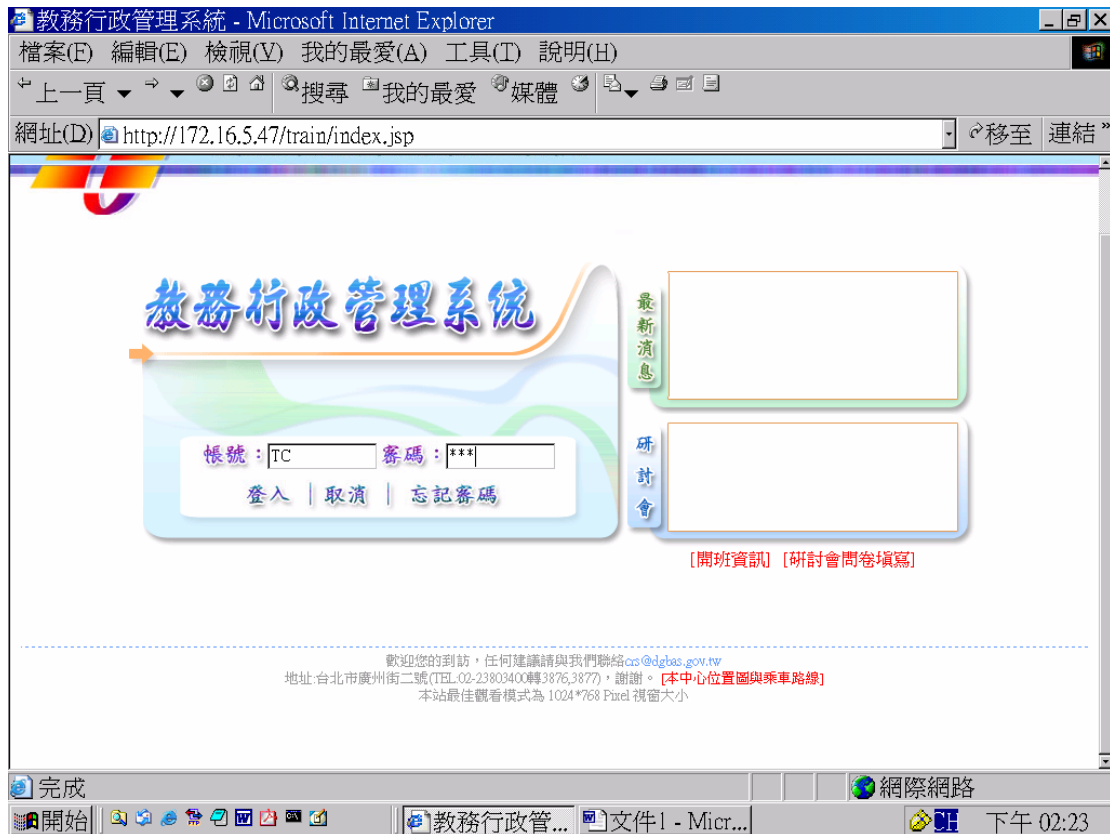 教務行政管理系統 - Microsoft Internet Explorer
檔案(F) 編輯(E) 檢視(V) 我的最愛(A) 工具(T) 說明(H)
上一頁 搜尋 我的最愛 媒體
網址(D) http://172.16.5.47/train/index.jsp 移至 連結 »
教務行政管理系统
最新消息
帳號：TC 密碼：***
登入 | 取消 | 忘記密碼
研討會
[開班資訊] [研討會問卷填寫]
歡迎您的到訪，任何建議請與我們聯絡crs@dgbas.gov.tw
地址:台北市廣州街二號(TEL:02-23803400轉3876,3877)，謝謝。 [本中心位置圖與乘車路線]
本站最佳觀看模式為 1024*768 Pixel 視窗大小
完成 網際網路
開始 教務行政管... 文件1 - Micr... CH 下午 02:23